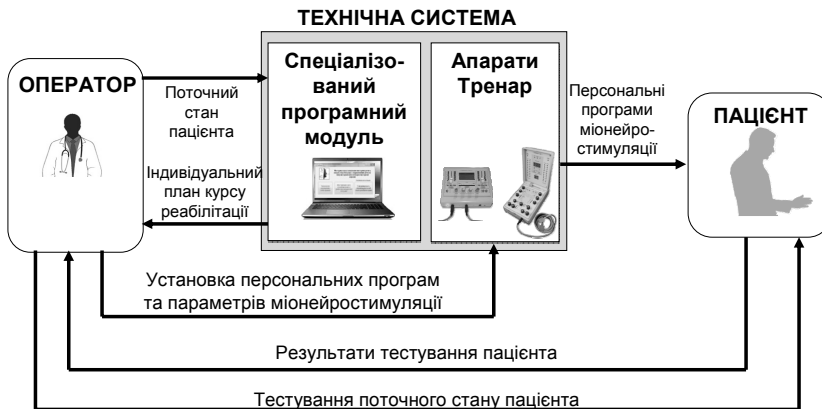 ТЕХНІЧНА СИСТЕМА
ОПЕРАТОР
Поточний
стан
пацієнта
Індивідуальний
план курсу
реабілітації
Спеціалізо-
ваний
програмний
модуль
Апарати
Тренар
Персональні
програми
міонейро-
стимуляції
ПАЦІЄНТ
Установка персональних програм
та параметрів міонейростимуляції
Результати тестування пацієнта
Тестування поточного стану пацієнта